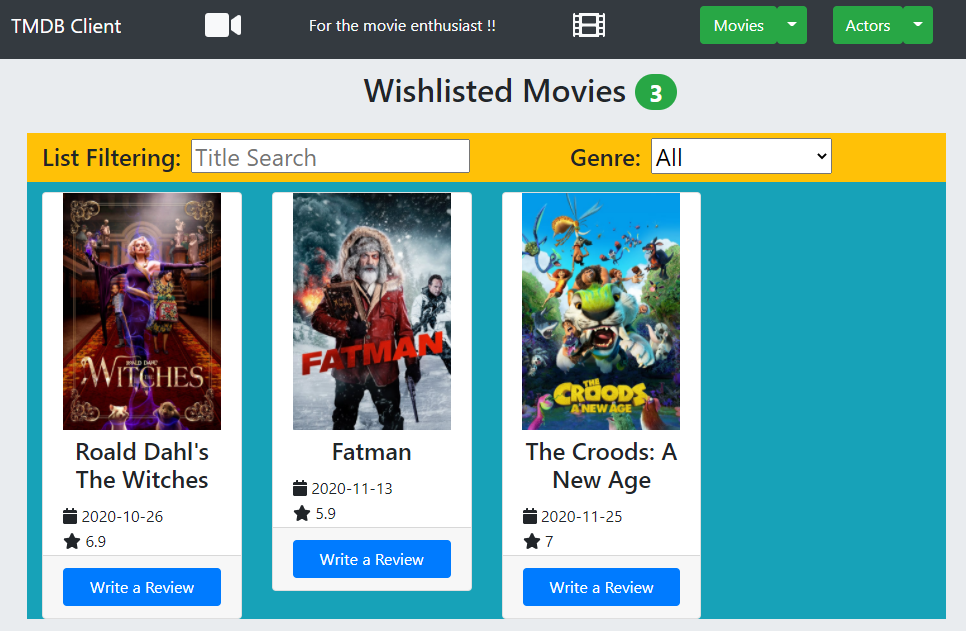 TMDB Client
For the movie enthusiast !!
Movies
Actors
Wishlisted Movies 3
List Filtering:
Title Search
Genre:
All
ROALD DAHL'S
WITCHES
FATMAN
THE
CROODS
A NEW AGE
Roald Dahl's
The Witches
2020-10-26
6.9
Write a Review
Fatman
2020-11-13
5.9
Write a Review
The Croods: A
New Age
2020-11-25
7
Write a Review